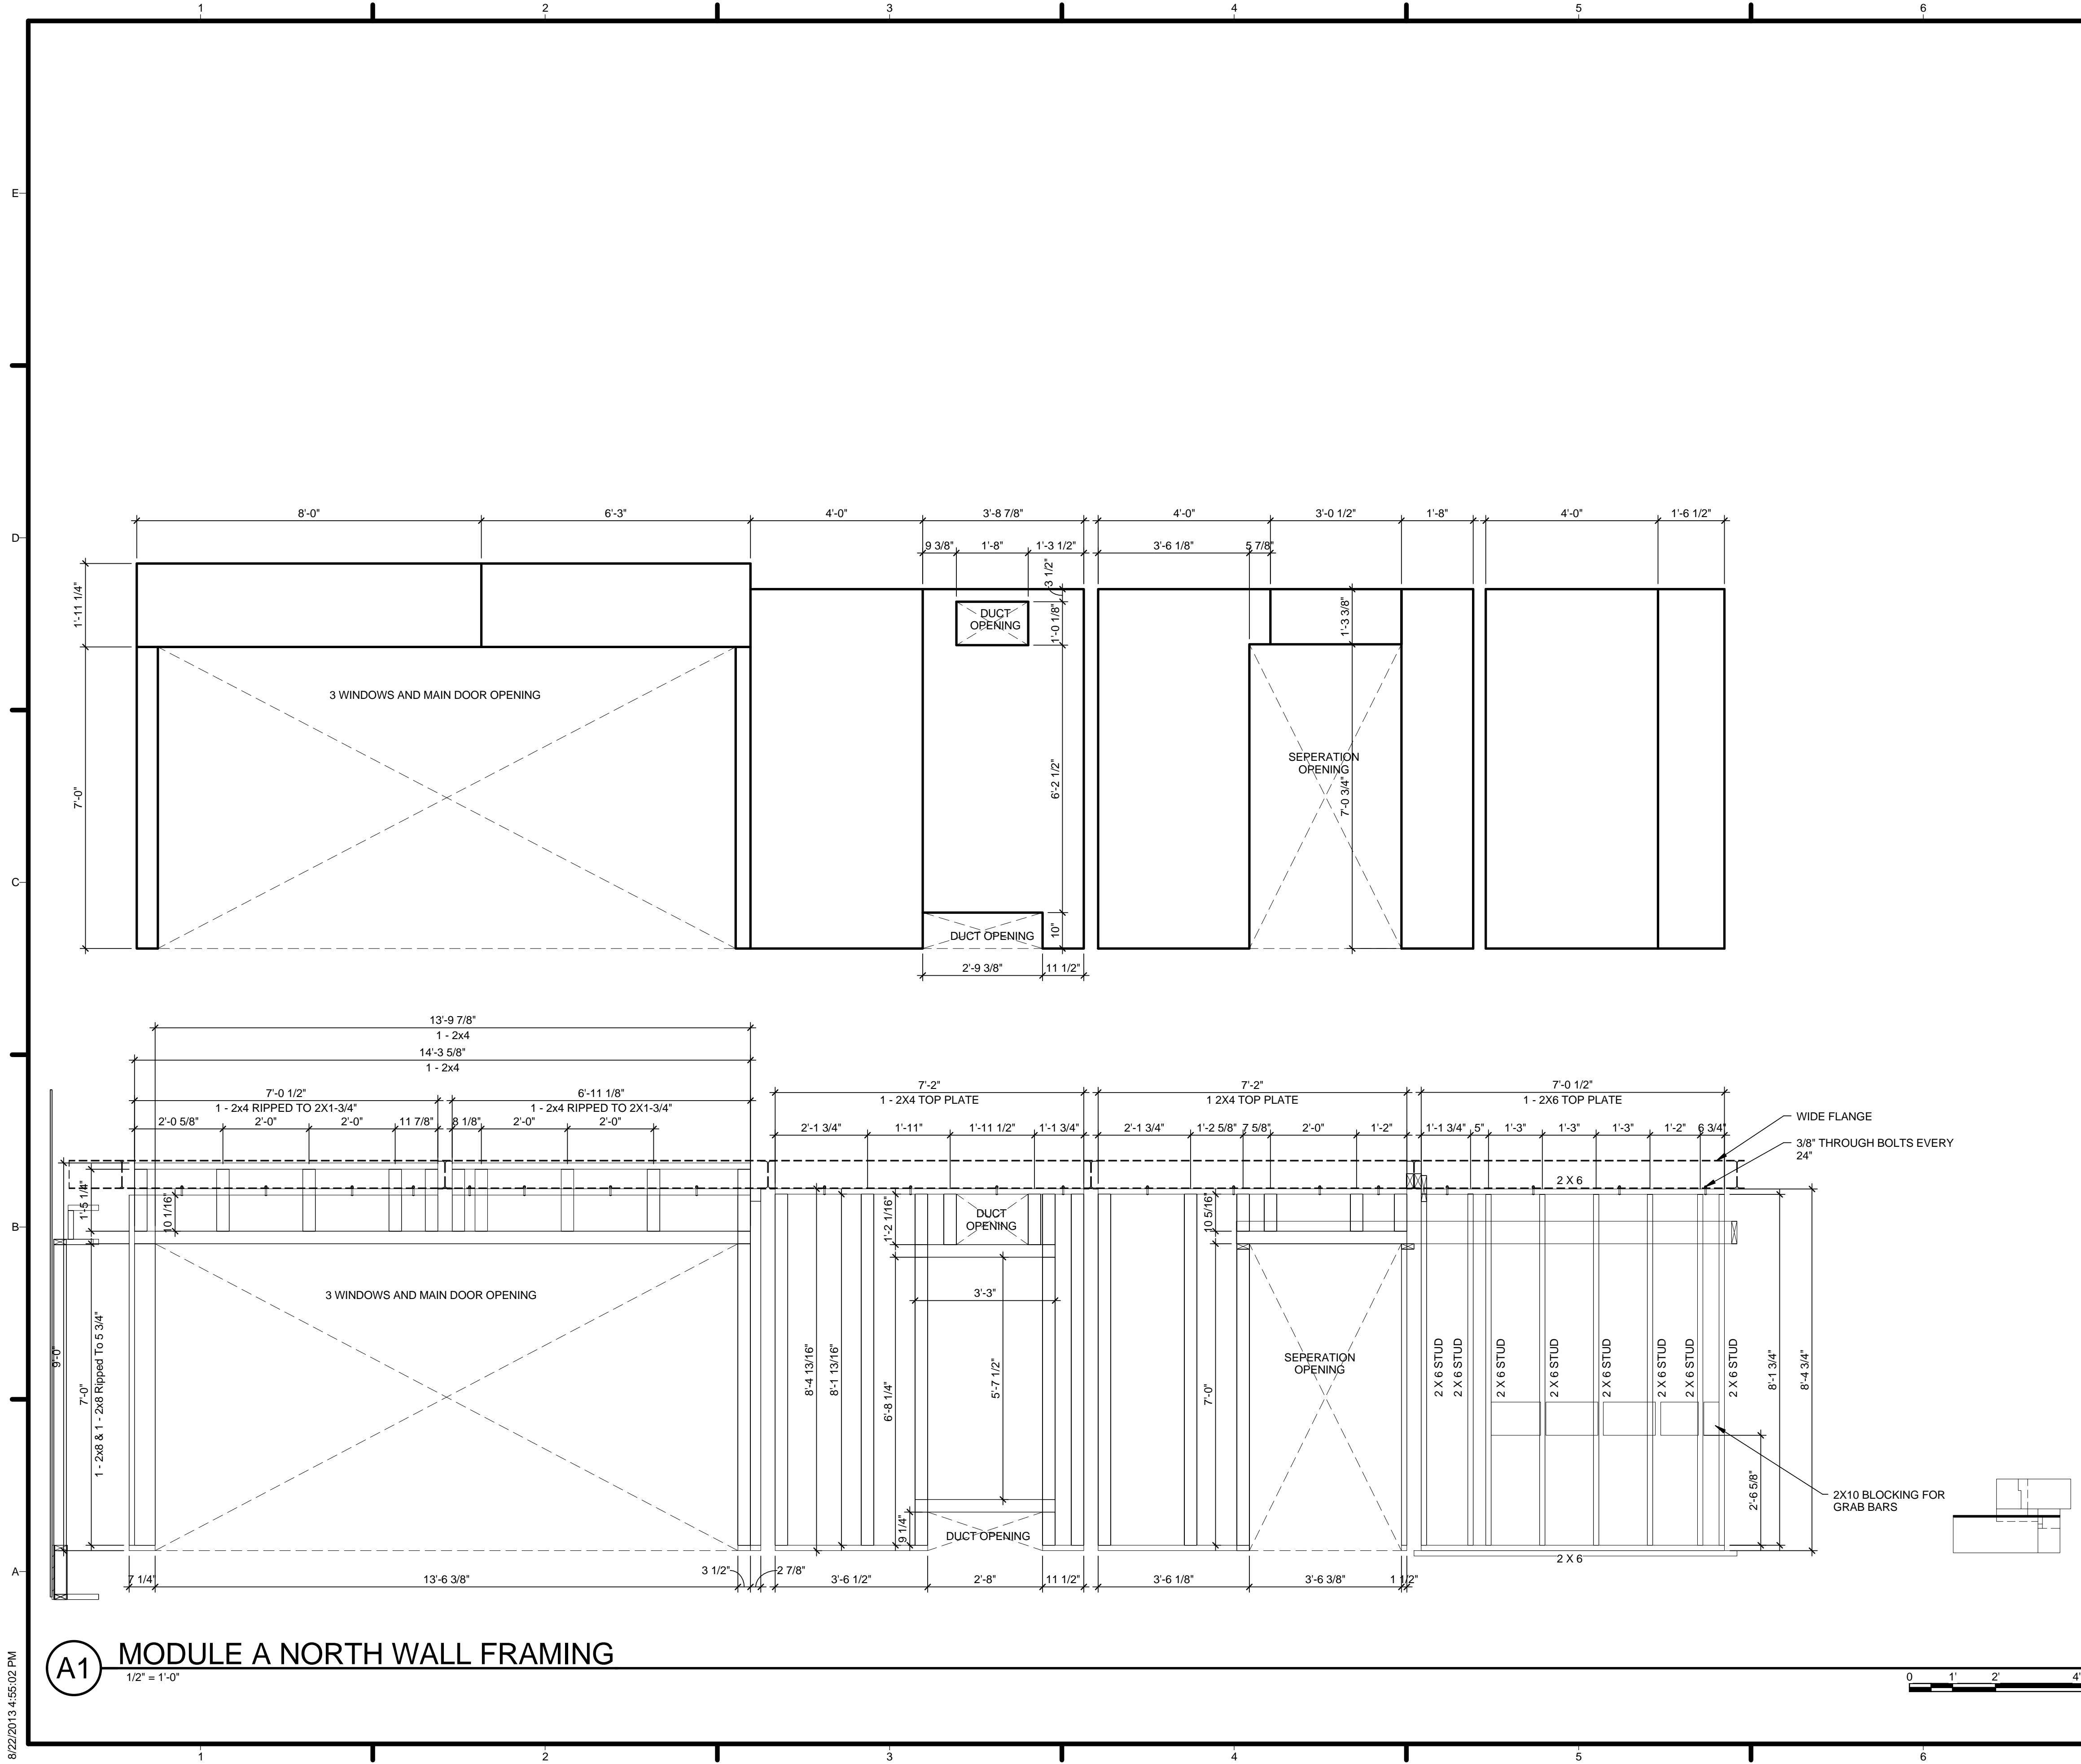 1 2 3 4 5 6
E
D
C
B
A
8'-0" 6'-3" 4'-0" 3'-8 7/8" 4'-0" 3'-0 1/2" 1'-8" 4'-0" 1'-6 1/2"
9 3/8" 1'-8" 1'-3 1/2" 3'-6 1/8" 5 7/8"
3 1/2"
1'-11 1/4"
1'-0 1/8"
1'-3 3/8"
DUCT
OPENING
3 WINDOWS AND MAIN DOOR OPENING
SEPERATION
OPENING
7'-0"
6'-2 1/2"
7'-0 3/4"
DUCT OPENING
10"
2'-9 3/8" 11 1/2"
13'-9 7/8"
1 - 2x4
14'-3 5/8"
1 - 2x4
7'-0 1/2" 6'-11 1/8" 7'-2" 7'-2" 7'-0 1/2"
1 - 2x4 RIPPED TO 2X1-3/4" 1 - 2x4 RIPPED TO 2X1-3/4" 1 - 2X4 TOP PLATE 1 2X4 TOP PLATE 1 - 2X6 TOP PLATE
2'-0 5/8" 2'-0" 2'-0" 11 7/8" 8 1/8" 2'-0" 2'-0" 2'-1 3/4" 1'-11" 1'-11 1/2" 1'-1 3/4" 2'-1 3/4" 1'-2 5/8" 7 5/8" 2'-0" 1'-2" 1'-1 3/4" 5" 1'-3" 1'-3" 1'-3" 1'-2" 6 3/4"
WIDE FLANGE
3/8" THROUGH BOLTS EVERY
24"
2 X 6
1'-5 1/4"
10 1/16"
1'-2 1/16"
DUCT
OPENING
10 5/16"
3 WINDOWS AND MAIN DOOR OPENING
3'-3"
9'-0"
7'-0"
1 - 2x8 & 1 - 2x8 Ripped To 5 3/4"
8'-4 13/16"
8'-1 13/16"
6'-8 1/4"
5'-7 1/2"
7'-0"
SEPERATION
OPENING
2 X 6 STUD
2 X 6 STUD
2 X 6 STUD
2 X 6 STUD
2 X 6 STUD
2 X 6 STUD
2 X 6 STUD
2 X 6 STUD
8'-1 3/4"
8'-4 3/4"
2'-6 5/8"
2X10 BLOCKING FOR
GRAB BARS
9 1/4"
DUCT OPENING
2 X 6
7 1/4" 13'-6 3/8" 3 1/2" 2 7/8" 3'-6 1/2" 2'-8" 11 1/2" 3'-6 1/8" 3'-6 3/8" 1 1/2"
A1
MODULE A NORTH WALL FRAMING
1/2" = 1'-0"
0 1' 2' 4'
8/22/2013 4:55:02 PM
1 2 3 4 5 6